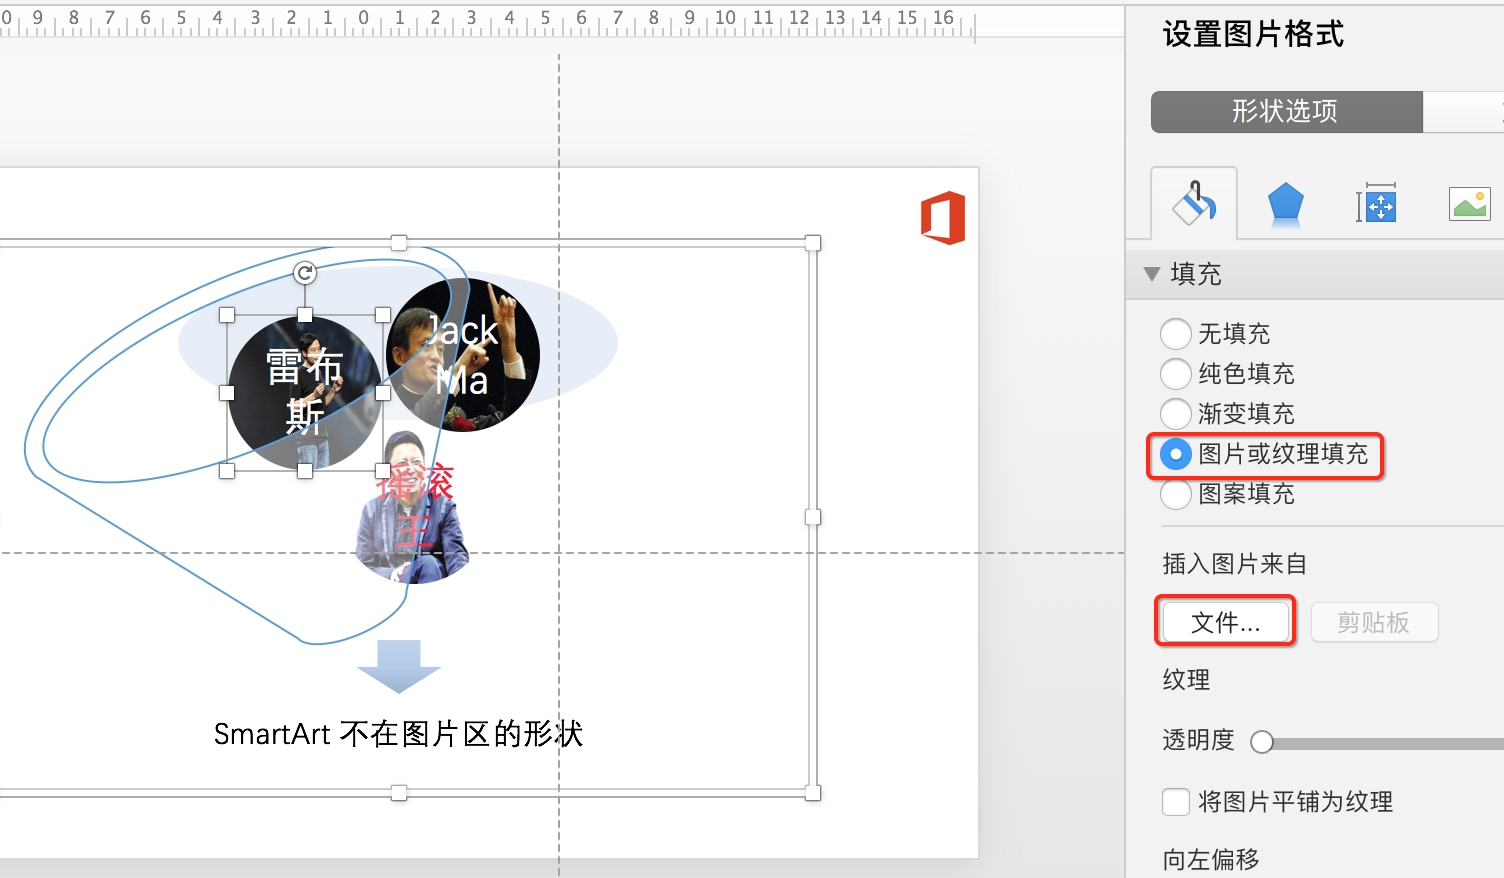 0 9 8 7 6 5 4 3 2 1 0 1 2 3 4 5 6 7 8 9 10 11 12 13 14 15 16
设置图片格式
形状选项
填充
无填充
纯色填充
渐变填充
图片或纹理填充
图案填充
插入图片来自
文件...
剪贴板
纹理
透明度
将图片平铺为纹理
向左偏移
雷布
斯
Jack
Ma
摇滚
王
SmartArt 不在图片区的形状